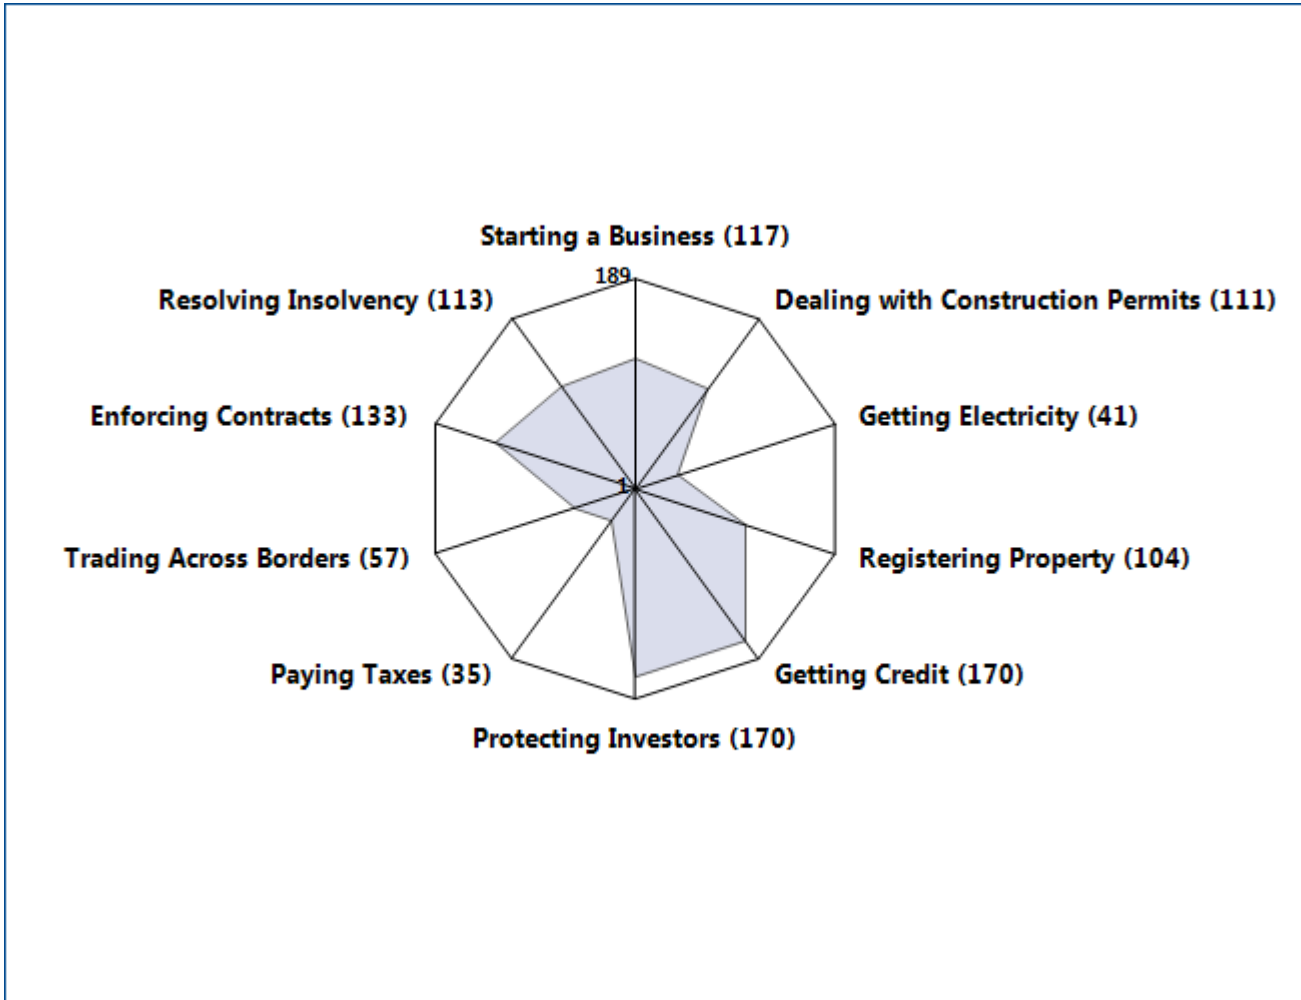 Starting a Business (117)
189
Resolving Insolvency (113)
Dealing with Construction Permits (111)
Enforcing Contracts (133)
Getting Electricity (41)
1
Trading Across Borders (57)
Registering Property (104)
Paying Taxes (35)
Getting Credit (170)
Protecting Investors (170)